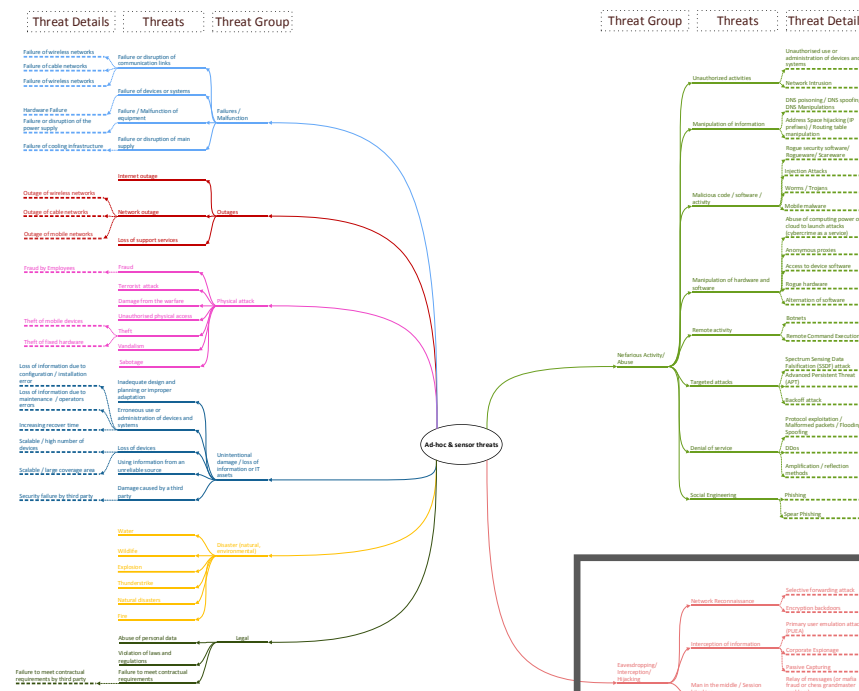 Threat Details
Threats
Threat Group
Failure of wireless networks
Failure of cable networks
Failure of wireless networks
Hardware Failure
Failure or disruption of the
power supply
Failure of cooling infrastructure
Failure or disruption of
communication links
Failure of devices or systems
Failure / Malfunction of
equipment
Failure or disruption of main
supply
Failures /
Malfunction
Outage of wireless networks
Outage of cable networks
Outage of mobile networks
Internet outage
Network outage
Loss of support services
Outages
Fraud by Employees
Theft of mobile devices
Theft of fixed hardware
Fraud
Terrorist attack
Damage from the warfare
Unauthorised physical access
Theft
Vandalism
Sabotage
Physical attack
Loss of information due to
configuration / installation
error
Loss of information due to
maintenance / operators
errors
Increasing recover time
Scalable / high number of
devices
Scalable / large coverage area
Security failure by third party
Inadequate design and
planning or improper
adaptation
Erroneous use or
administration of devices and
systems
Loss of devices
Using information from an
unreliable source
Damage caused by a third
party
Unintentional
damage / loss of
information or IT
assets
Water
Wildlife
Explosion
Thunderstrike
Natural disasters
Fire
Disaster (natural,
environmental)
Abuse of personal data
Violation of laws and
regulations
Failure to meet contractual
requirements
Legal
Failure to meet contractual
requirements by third party
Ad-hoc & sensor threats
Threat Group
Threats
Threat Detail
Nefarious Activity/
Abuse
Unauthorized activities
Manipulation of information
Malicious code / software /
activity
Manipulation of hardware and
software
Remote activity
Targeted attacks
Denial of service
Social Engineering
Unauthorised use or
administration of devices and
systems
Network Intrusion
DNS poisoning / DNS spoofing
DNS Manipulations
Address Space hijacking (IP
prefixes) / Routing table
manipulation
Rogue security software/
Rogueware/ Scareware
Injection Attacks
Worms / Trojans
Mobile malware
Abuse of computing power o
cloud to launch attacks
(cybercrime as a service)
Anonymous proxies
Access to device software
Rogue hardware
Alternation of software
Botnets
Remote Command Execution
Spectrum Sensing Data
Falsification (SSDF) attack
Advanced Persistent Threat
(APT)
Backoff attack
Protocol exploitation /
Malformed packets / Flooding
Spoofing
DDos
Amplification / reflection
methods
Phishing
Spear Phishing
Eavesdropping/
Interception/
Hijacking
Network Reconnaissance
Interception of information
Man in the middle / Session
Selective forwarding attack
Encryption backdoors
Primary user emulation attac
(PUEA)
Corporate Espionage
Passive Capturing
Relay of messages (or mafia
fraud or chess grandmaster